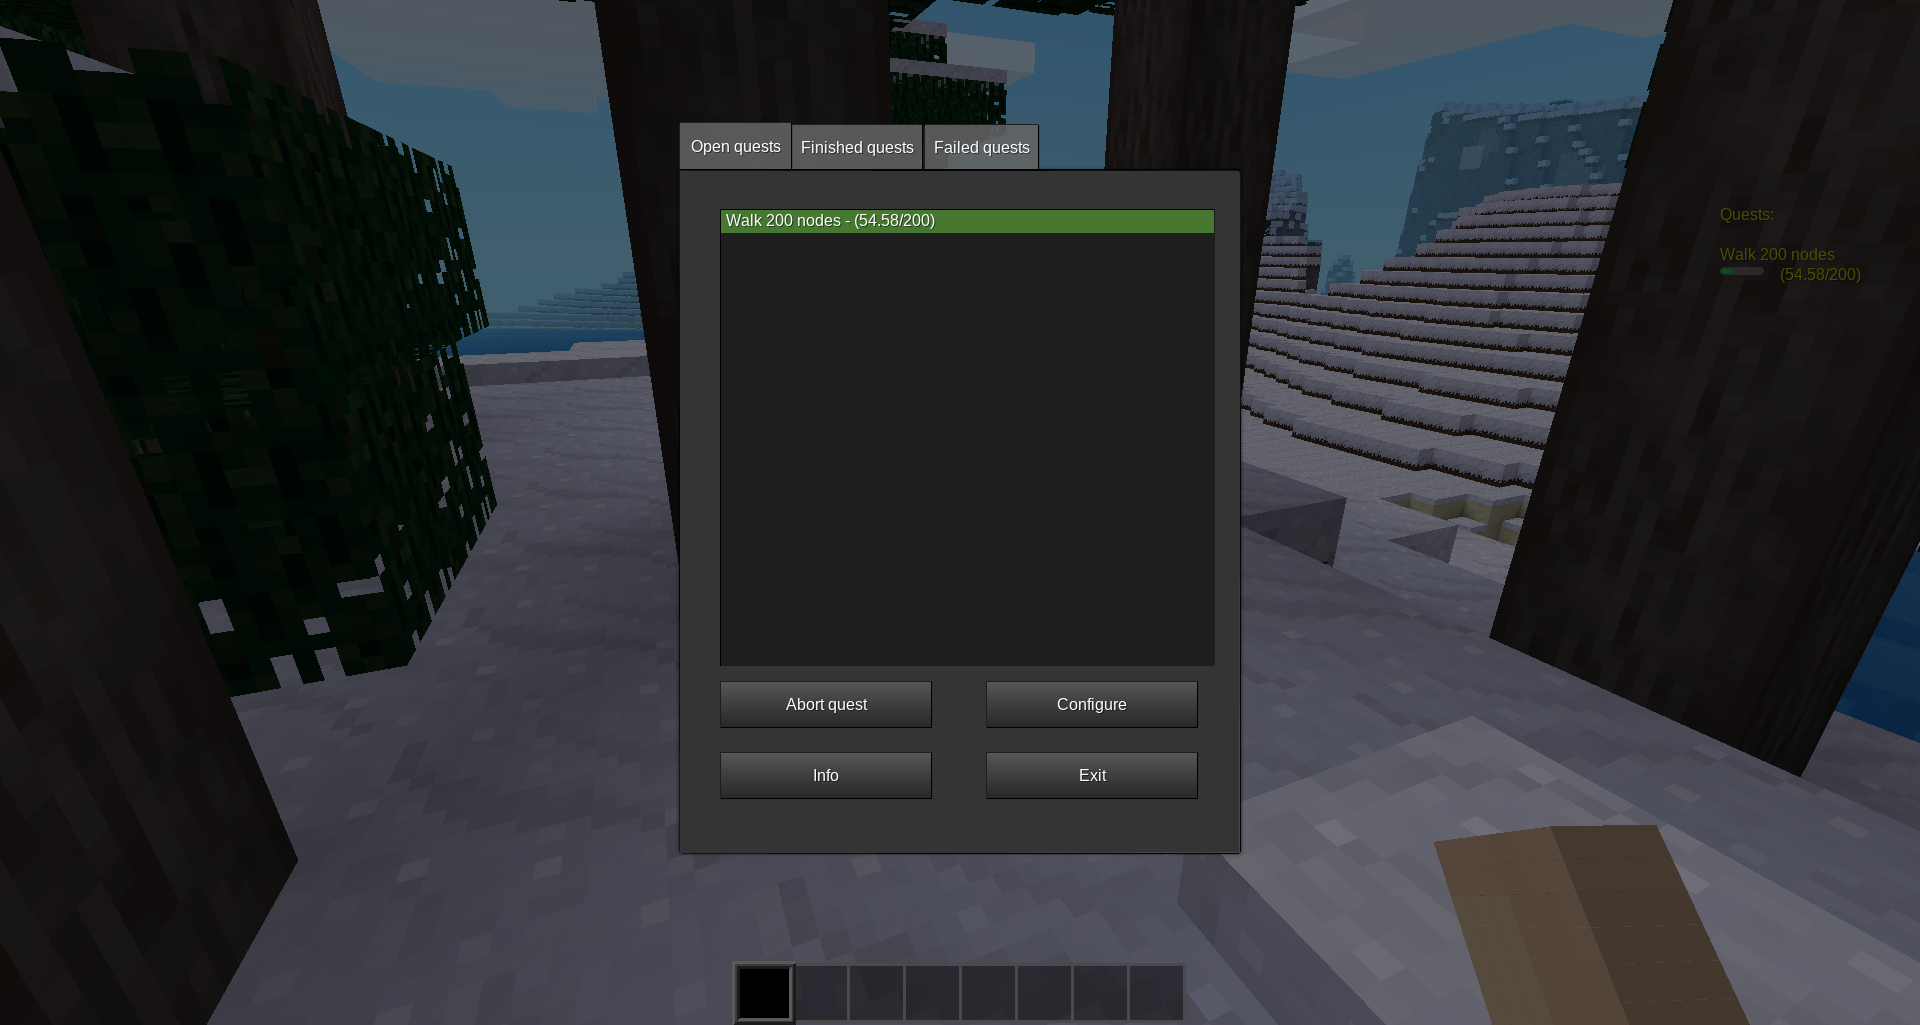 Open quests
Finished quests
Failed quests
Walk 200 nodes - (54.58/200)
Abort quest
Configure
Info
Exit
Quests:
Walk 200 nodes
(54.58/200)